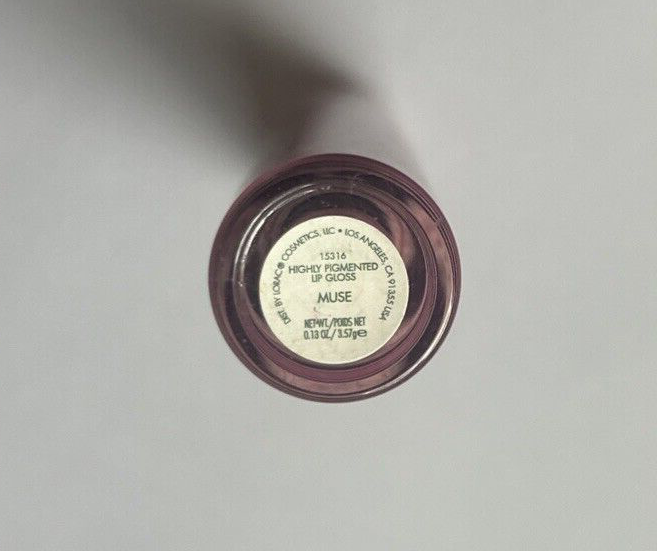 DIST. BY LORAC® COSMETICS, LLC • LOS ANGELES, CA 91355 USA
15316
HIGHLY PIGMENTED
LIP GLOSS
MUSE
NET WT./POIDS NET
0.13 OZ./3.57g℮